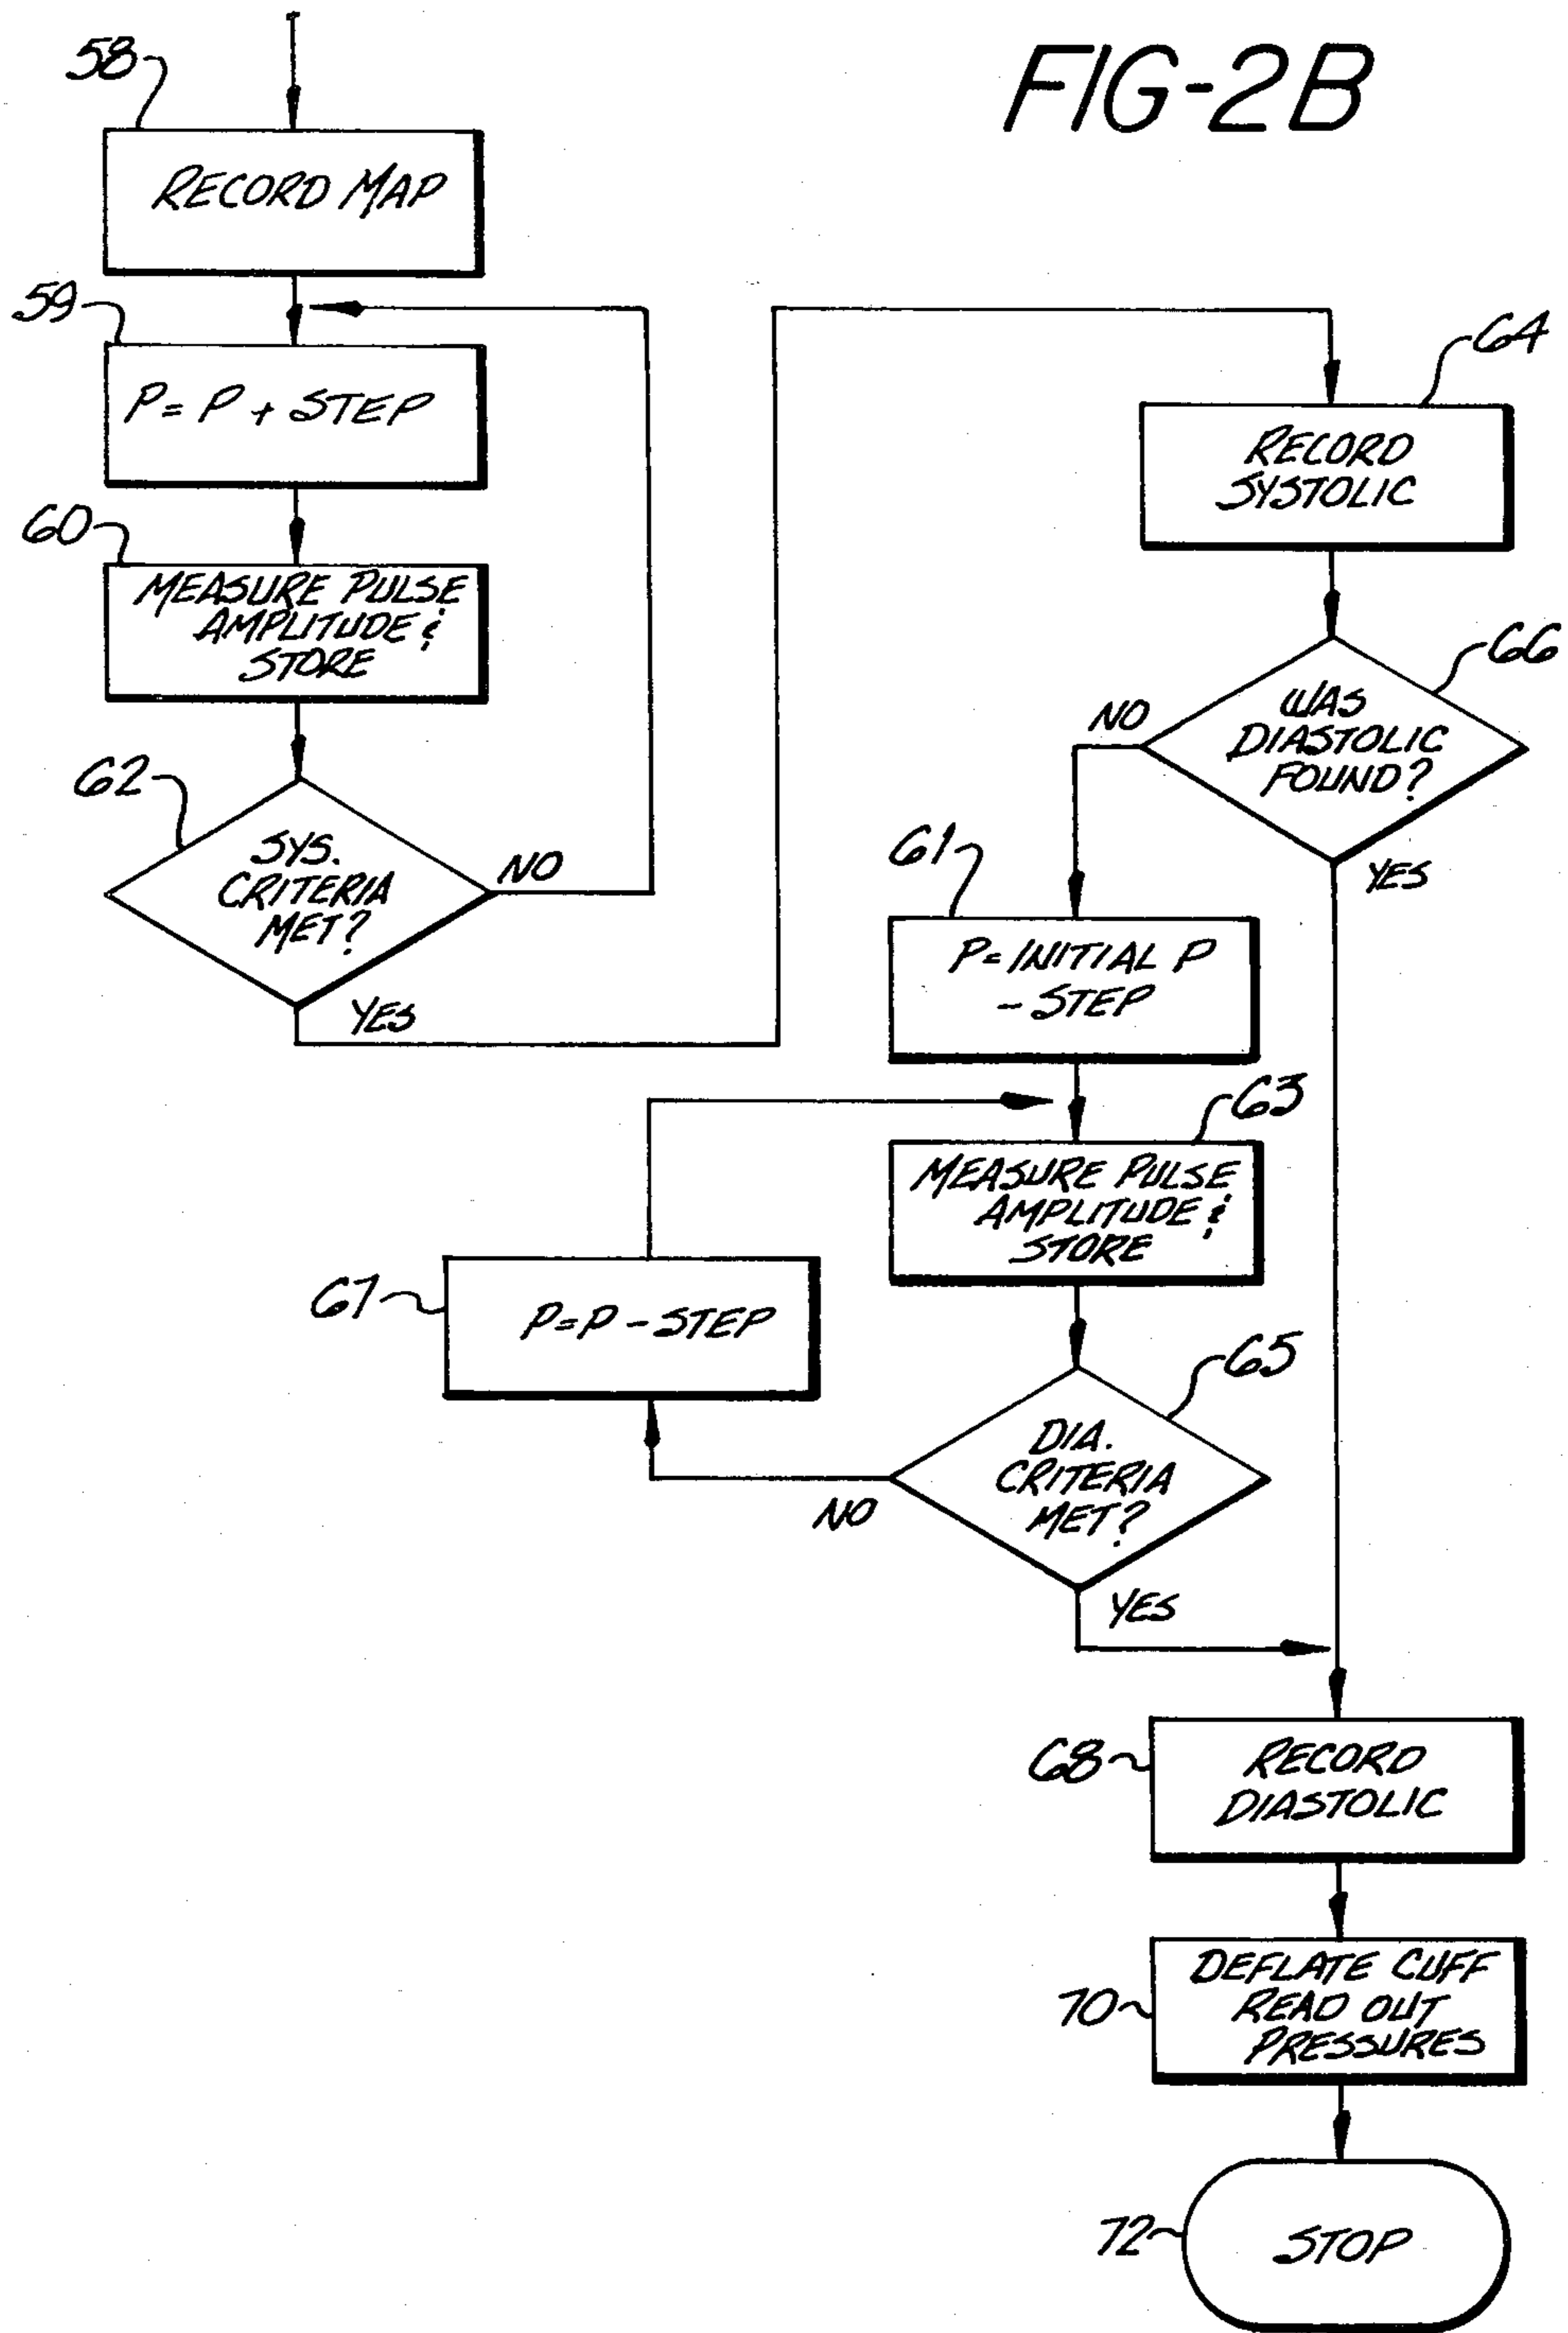 FIG-2B
58
RECORD MAP
59
P = P + STEP
60
MEASURE PULSE
AMPLITUDE &
STORE
62
SYS.
CRITERIA
MET?
NO
YES
64
RECORD
SYSTOLIC
66
WAS
DIASTOLIC
FOUND?
NO
YES
61
P = INITIAL P
- STEP
63
MEASURE PULSE
AMPLITUDE &
STORE
67
P = P - STEP
65
DIA.
CRITERIA
MET?
NO
YES
68
RECORD
DIASTOLIC
70
DEFLATE CUFF
READ OUT
PRESSURES
72
STOP